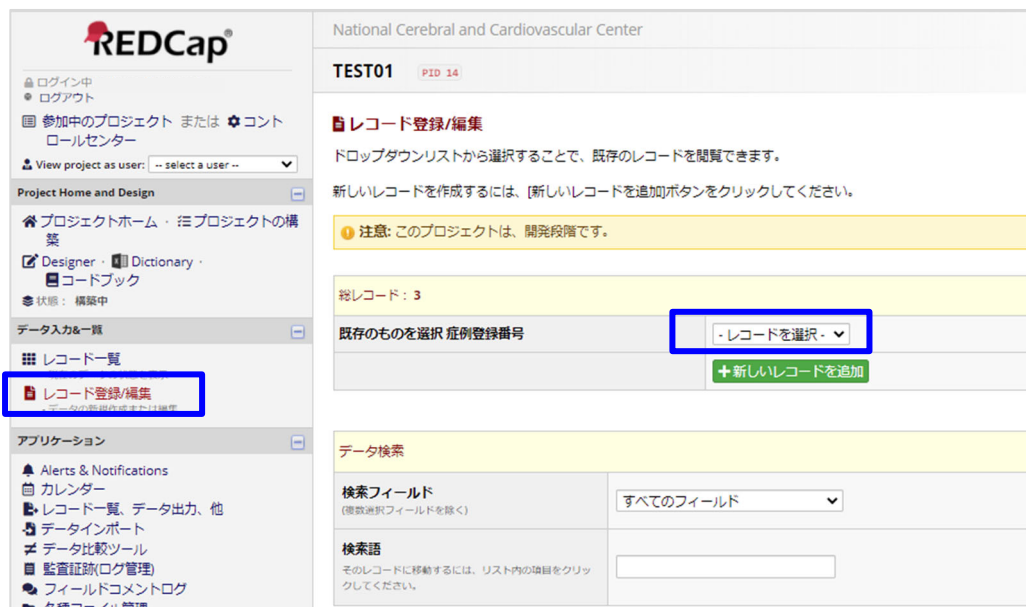 REDCap®
ログイン中
ログアウト
参加中のプロジェクト または コント
ロールセンター
View project as user: -- select a user --
Project Home and Design
プロジェクトホーム · プロジェクトの構
築
Designer · Dictionary ·
コードブック
状態： 構築中
データ入力&一覧
レコード一覧
レコード登録/編集
- データの新規作成または編集
アプリケーション
Alerts & Notifications
カレンダー
レコード一覧、データ出力、他
データインポート
データ比較ツール
監査証跡(ログ管理)
フィールドコメントログ
National Cerebral and Cardiovascular Center
TEST01 PID 14
レコード登録/編集
ドロップダウンリストから選択することで、既存のレコードを閲覧できます。
新しいレコードを作成するには、[新しいレコードを追加]ボタンをクリックしてください。
注意: このプロジェクトは、開発段階です。
総レコード： 3
既存のものを選択 症例登録番号 - レコードを選択 -
+新しいレコードを追加
データ検索
検索フィールド すべてのフィールド
(複数選択フィールドを除く)
検索語
そのレコードに移動するには、リスト内の項目をクリッ
クしてください。